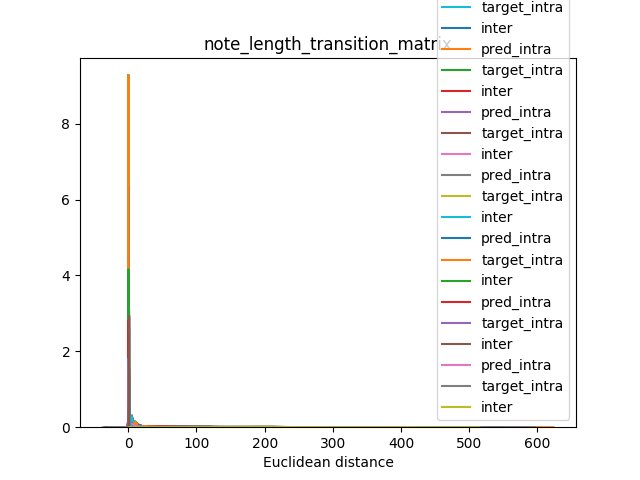 target_intra
inter
note_length_transition_matrix
pred_intra
target_intra
inter
pred_intra
target_intra
inter
pred_intra
target_intra
inter
pred_intra
target_intra
inter
pred_intra
target_intra
inter
pred_intra
target_intra
inter
8
6
4
2
0
0 100 200 300 400 500 600
Euclidean distance